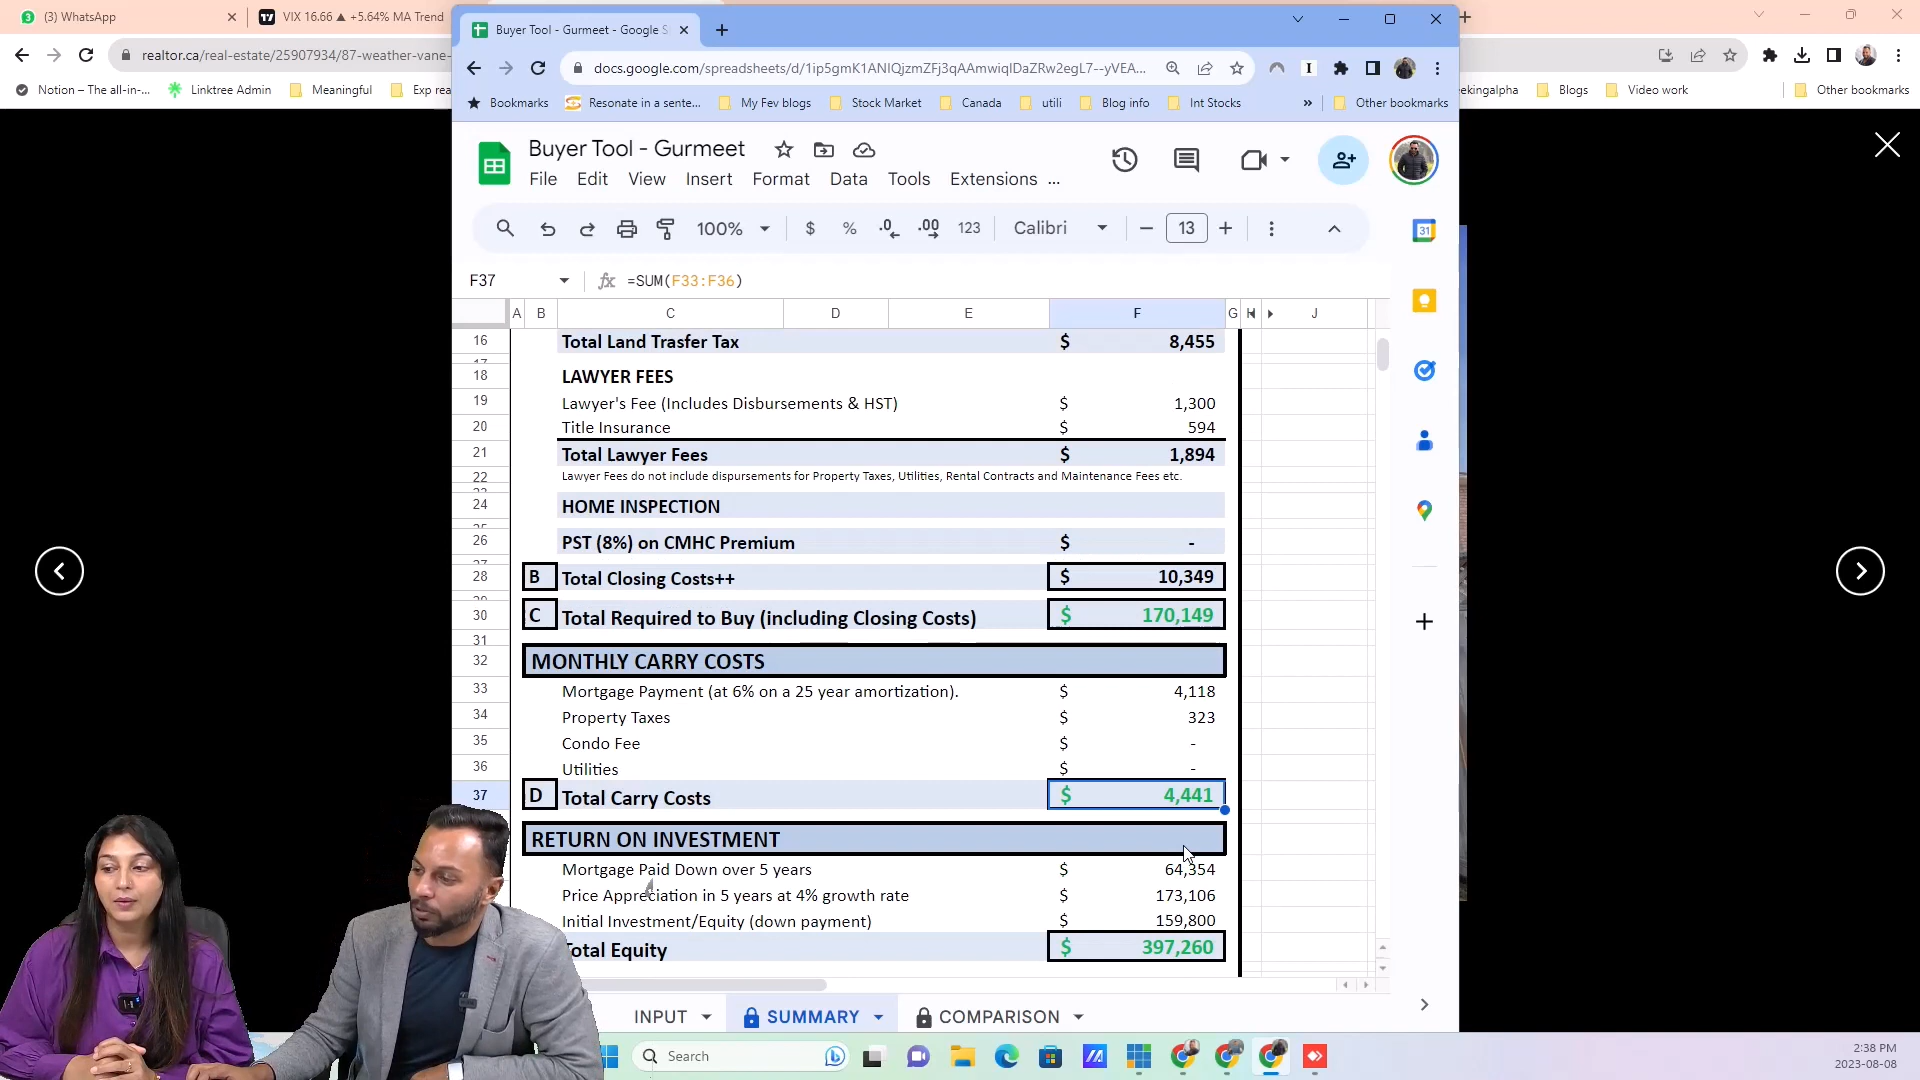 (3) WhatsApp
VIX 16.66 ▲ +5.64% MA Trend
Buyer Tool - Gurmeet - Google S
realtor.ca/real-estate/25907934/87-weather-vane-
docs.google.com/spreadsheets/d/1ip5gmK1ANIQjzmZFj3qAAmwiqlDaZRw2egL7--yVEA...
Notion – The all-in-...
Linktree Admin
Meaningful
Exp rea
Bookmarks
Resonate in a sente...
My Fev blogs
Stock Market
Canada
utili
Blog info
Int Stocks
»
Other bookmarks
eekingalpha
Blogs
Video work
Other bookmarks
Buyer Tool - Gurmeet
File Edit View Insert Format Data Tools Extensions ...
100% $ % .0 .00 123 Calibri 13
F37 fx =SUM(F33:F36)
A B C D E F G H J
16 Total Land Trasfer Tax $ 8,455
17
18 LAWYER FEES
19 Lawyer's Fee (Includes Disbursements & HST) $ 1,300
20 Title Insurance $ 594
21 Total Lawyer Fees $ 1,894
22 Lawyer Fees do not include dispursements for Property Taxes, Utilities, Rental Contracts and Maintenance Fees etc.
24 HOME INSPECTION
26 PST (8%) on CMHC Premium $ -
28 B Total Closing Costs++ $ 10,349
30 C Total Required to Buy (including Closing Costs) $ 170,149
31
32 MONTHLY CARRY COSTS
33 Mortgage Payment (at 6% on a 25 year amortization). $ 4,118
34 Property Taxes $ 323
35 Condo Fee $ -
36 Utilities $ -
37 D Total Carry Costs $ 4,441
RETURN ON INVESTMENT
Mortgage Paid Down over 5 years $ 64,354
Price Appreciation in 5 years at 4% growth rate $ 173,106
Initial Investment/Equity (down payment) $ 159,800
otal Equity $ 397,260
INPUT SUMMARY COMPARISON
Search
2:38 PM
2023-08-08